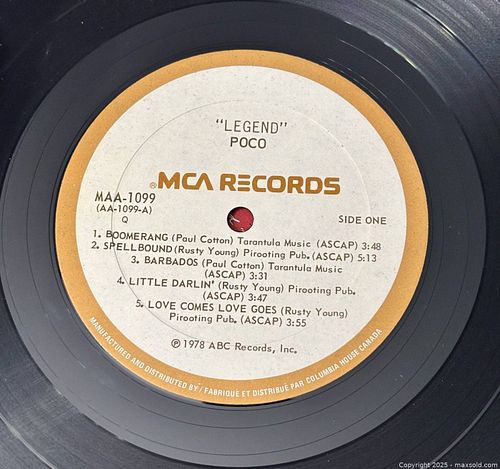 "LEGEND"
POCO
®MCA RECORDS
MAA-1099
(AA-1099-A)
Q
SIDE ONE
1. BOOMERANG (Paul Cotton) Tarantula Music (ASCAP) 3:48
2. SPELLBOUND (Rusty Young) Pirooting Pub. (ASCAP) 5:13
3. BARBADOS (Paul Cotton) Tarantula Music
(ASCAP) 3:31
4. LITTLE DARLIN' (Rusty Young) Pirooting Pub.
(ASCAP) 3:47
5. LOVE COMES LOVE GOES (Rusty Young)
Pirooting Pub. (ASCAP) 3:55
℗ 1978 ABC Records, Inc.
MANUFACTURED AND DISTRIBUTED BY / FABRIQUÉ ET DISTRIBUÉ PAR COLUMBIA HOUSE CANADA
Copyright 2025 - maxsold.com